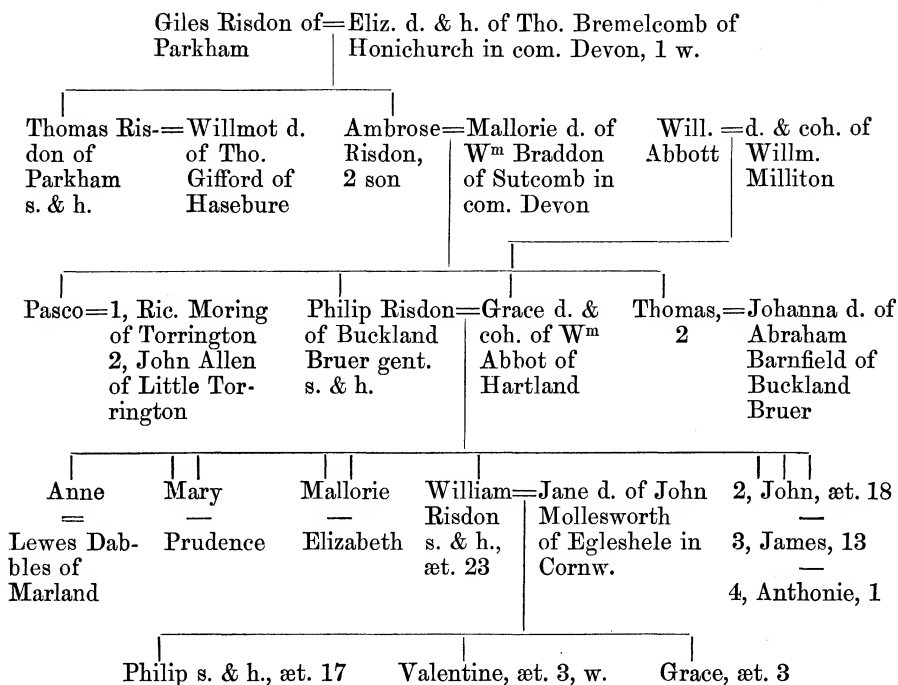 Giles Risdon of=Eliz. d. & h. of Tho. Bremelcomb of
Parkham Honichurch in com. Devon, 1 w.
Thomas Ris-=Willmot d.
don of of Tho.
Parkham Gifford of
s. & h. Hasebure
Ambrose=Mallorie d. of
Risdon, Wm Braddon
2 son of Sutcomb in
com. Devon
Will. =d. & coh. of
Abbott Willm.
Milliton
Pasco=1, Ric. Moring
of Torrington
2, John Allen
of Little Tor-
rington
Philip Risdon=Grace d. &
of Buckland coh. of Wm
Bruer gent. Abbot of
s. & h. Hartland
Thomas,=Johanna d. of
2 Abraham
Barnfield of
Buckland
Bruer
Anne
=
Lewes Dab-
bles of
Marland
Mary
—
Prudence
Mallorie
—
Elizabeth
William=Jane d. of John
Risdon Mollesworth
s. & h., of Egleshele in
æt. 23 Cornw.
2, John, æt. 18
—
3, James, 13
—
4, Anthonie, 1
Philip s. & h., æt. 17 Valentine, æt. 3, w. Grace, æt. 3